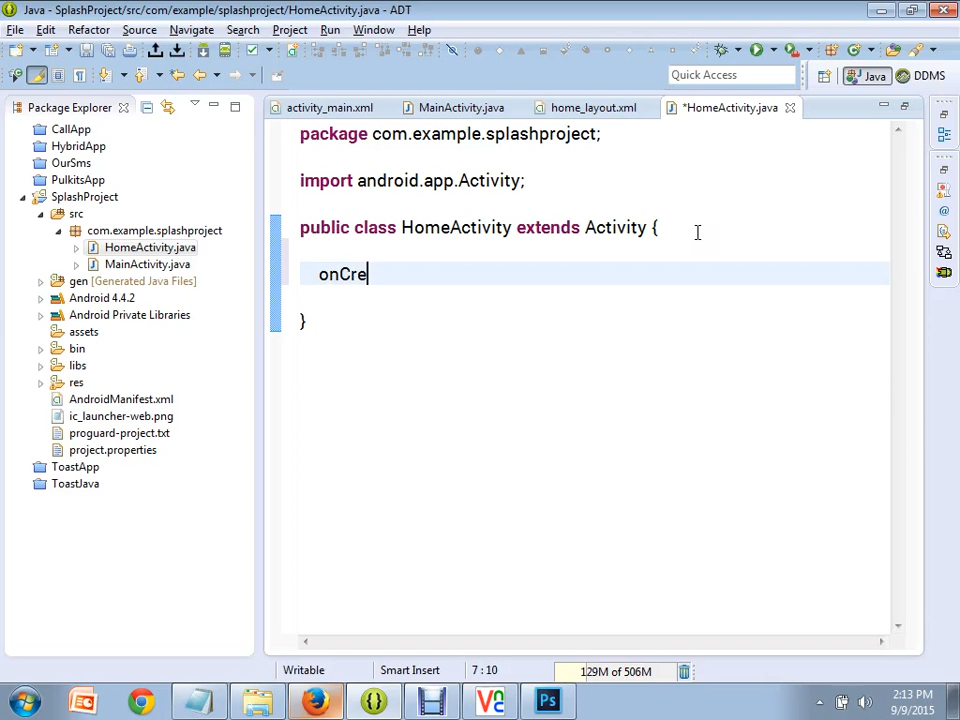 Java - SplashProject/src/com/example/splashproject/HomeActivity.java - ADT
File Edit Refactor Source Navigate Search Project Run Window Help
Quick Access
Java
DDMS
Package Explorer
activity_main.xml
MainActivity.java
home_layout.xml
*HomeActivity.java
CallApp
HybridApp
OurSms
PulkitsApp
SplashProject
src
com.example.splashproject
HomeActivity.java
MainActivity.java
gen [Generated Java Files]
Android 4.4.2
Android Private Libraries
assets
bin
libs
res
AndroidManifest.xml
ic_launcher-web.png
proguard-project.txt
project.properties
ToastApp
ToastJava
package com.example.splashproject;
import android.app.Activity;
public class HomeActivity extends Activity {
onCre
}
Writable
Smart Insert
7 : 10
129M of 506M
2:13 PM
9/9/2015